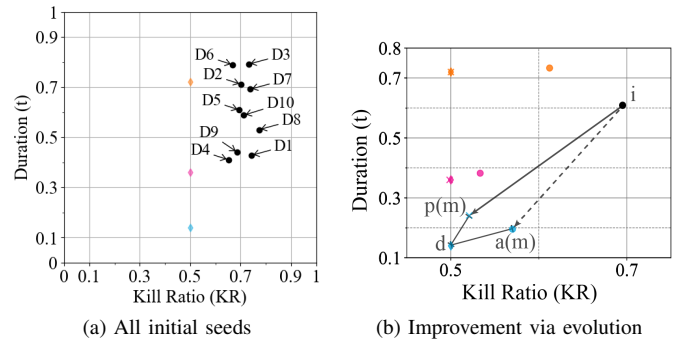 1
0.9
0.7
0.5
0.3
0.1
0
Duration (t)
D6
D3
D2
D7
D5
D10
D8
D9
D4
D1
0 0.1 0.3 0.5 0.7 0.9 1
Kill Ratio (KR)
(a) All initial seeds
0.8
0.7
0.5
0.3
0.1
Duration (t)
i
p(m)
d
a(m)
0.5 0.7
Kill Ratio (KR)
(b) Improvement via evolution